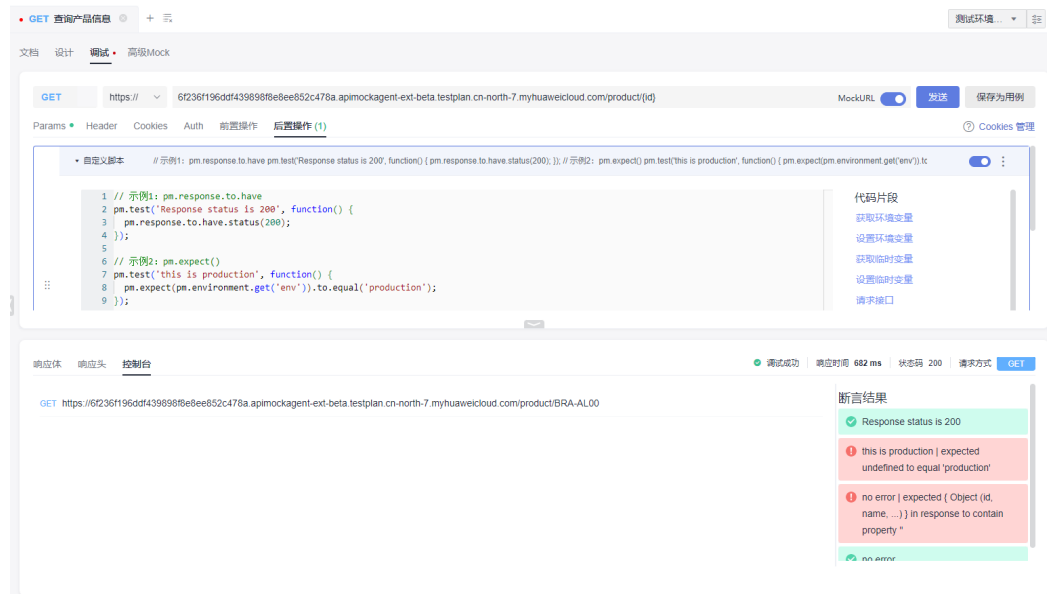 GET 查询产品信息
测试环境...
文档 设计 调试 高级Mock
GET https:// 6f236f196ddf439898f8e8ee852c478a.apimockagent-ext-beta.testplan.cn-north-7.myhuaweicloud.com/product/{id} MockURL 发送 保存为用例
Params Header Cookies Auth 前置操作 后置操作 (1) Cookies 管理
自定义脚本 // 示例1：pm.response.to.have pm.test('Response status is 200', function() { pm.response.to.have.status(200); }); // 示例2：pm.expect() pm.test('this is production', function() { pm.expect(pm.environment.get('env')).to
1 // 示例1：pm.response.to.have
2 pm.test('Response status is 200', function() {
3 pm.response.to.have.status(200);
4 });
5
6 // 示例2：pm.expect()
7 pm.test('this is production', function() {
8 pm.expect(pm.environment.get('env')).to.equal('production');
9 });
代码片段
获取环境变量
设置环境变量
获取临时变量
设置临时变量
请求接口
响应体 响应头 控制台 调试成功 响应时间 682 ms 状态码 200 请求方式 GET
GET https://6f236f196ddf439898f8e8ee852c478a.apimockagent-ext-beta.testplan.cn-north-7.myhuaweicloud.com/product/BRA-AL00
断言结果
Response status is 200
this is production | expected
undefined to equal 'production'
no error | expected { Object (id,
name, ...) } in response to contain
property ''
no error